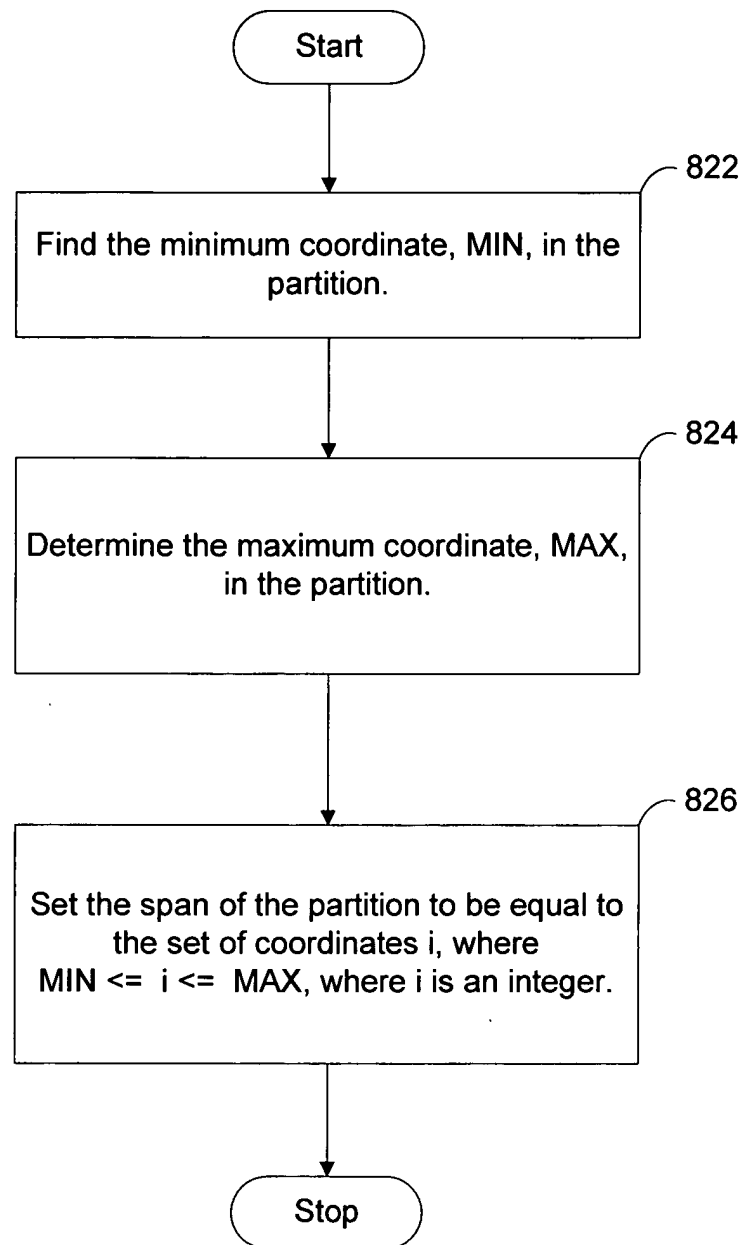 Start
822
Find the minimum coordinate, MIN, in the
partition.
824
Determine the maximum coordinate, MAX,
in the partition.
826
Set the span of the partition to be equal to
the set of coordinates i, where
MIN <= i <= MAX, where i is an integer.
Stop